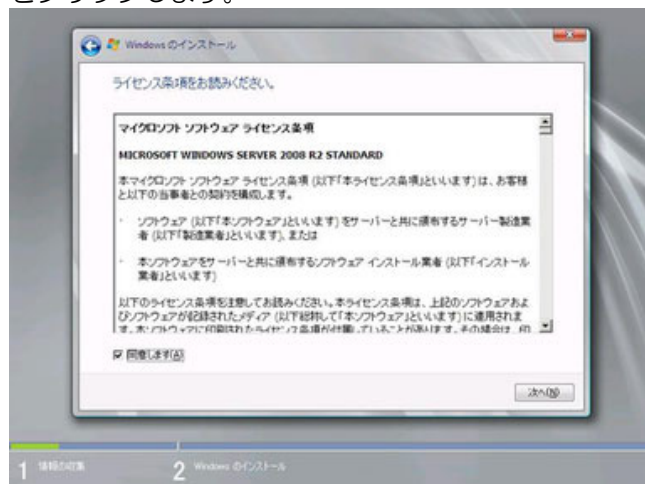 をクリックします。
Windows のインストール
ライセンス条項をお読みください。
マイクロソフト ソフトウェア ライセンス条項
MICROSOFT WINDOWS SERVER 2008 R2 STANDARD
本マイクロソフト ソフトウェア ライセンス条項 (以下「本ライセンス条項」といいます) は、お客様
と以下の当事者との契約を構成します。
· ソフトウェア (以下「本ソフトウェア」といいます) をサーバーと共に頒布するサーバー製造業
者 (以下「製造業者」といいます)、または
· 本ソフトウェアをサーバーと共に頒布するソフトウェア インストール業者 (以下「インストール
業者」といいます)
以下のライセンス条項を注意してお読みください。本ライセンス条項は、上記のソフトウェアおよ
びソフトウェアが記録されたメディア (以下総称して「本ソフトウェア」といいます) に適用されま
す。本ソフトウェアに印刷されたライセンス条項が付属していることがあります。その場合は、印
同意します(A)
次へ(N)
1 情報の収集
2 Windows のインストール